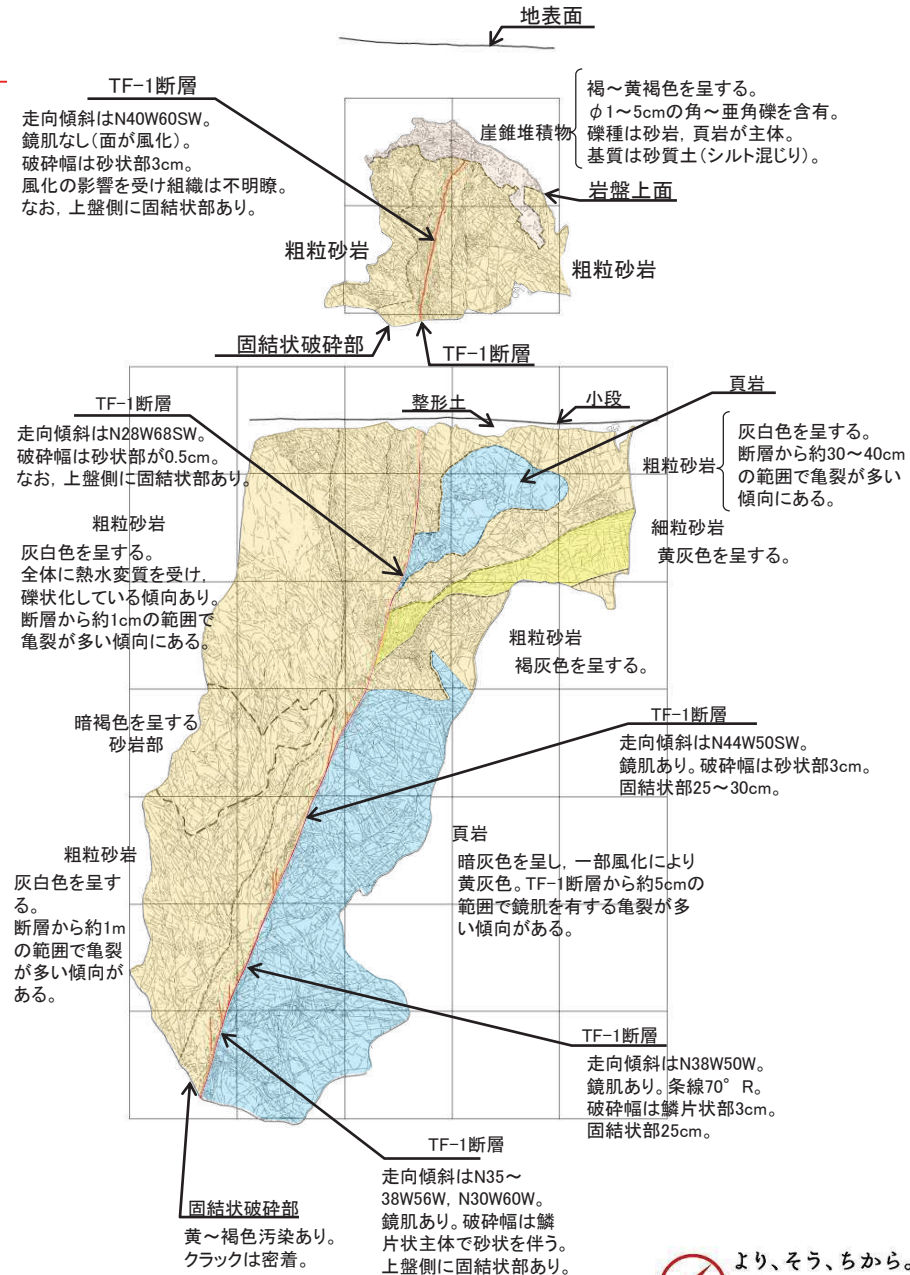 地表面
TF-1断層
走向傾斜はN40W60SW。
鏡肌なし(面が風化)。
破砕幅は砂状部3cm。
風化の影響を受け組織は不明瞭。
なお, 上盤側に固結状部あり。
崖錐堆積物
褐~黄褐色を呈する。
φ1~5cmの角~亜角礫を含有。
礫種は砂岩, 頁岩が主体。
基質は砂質土(シルト混じり)。
岩盤上面
粗粒砂岩
粗粒砂岩
固結状破砕部
TF-1断層
TF-1断層
走向傾斜はN28W68SW。
破砕幅は砂状部が0.5cm。
なお, 上盤側に固結状部あり。
整形土
小段
頁岩
粗粒砂岩
灰白色を呈する。
断層から約30~40cm
の範囲で亀裂が多い
傾向にある。
粗粒砂岩
灰白色を呈する。
全体に熱水変質を受け,
礫状化している傾向あり。
断層から約1cmの範囲で
亀裂が多い傾向にある。
細粒砂岩
黄灰色を呈する。
粗粒砂岩
褐灰色を呈する。
暗褐色を呈する
砂岩部
TF-1断層
走向傾斜はN44W50SW。
鏡肌あり。破砕幅は砂状部3cm。
固結状部25~30cm。
粗粒砂岩
灰白色を呈す
る。
断層から約1m
の範囲で亀裂
が多い傾向が
ある。
頁岩
暗灰色を呈し, 一部風化により
黄灰色。TF-1断層から約5cmの
範囲で鏡肌を有する亀裂が多
い傾向がある。
TF-1断層
走向傾斜はN38W50W。
鏡肌あり。条線70° R。
破砕幅は鱗片状部3cm。
固結状部25cm。
TF-1断層
走向傾斜はN35~
38W56W, N30W60W。
鏡肌あり。破砕幅は鱗
片状主体で砂状を伴う。
上盤側に固結状部あり。
固結状破砕部
黄~褐色汚染あり。
クラックは密着。
より、そう、ちから。